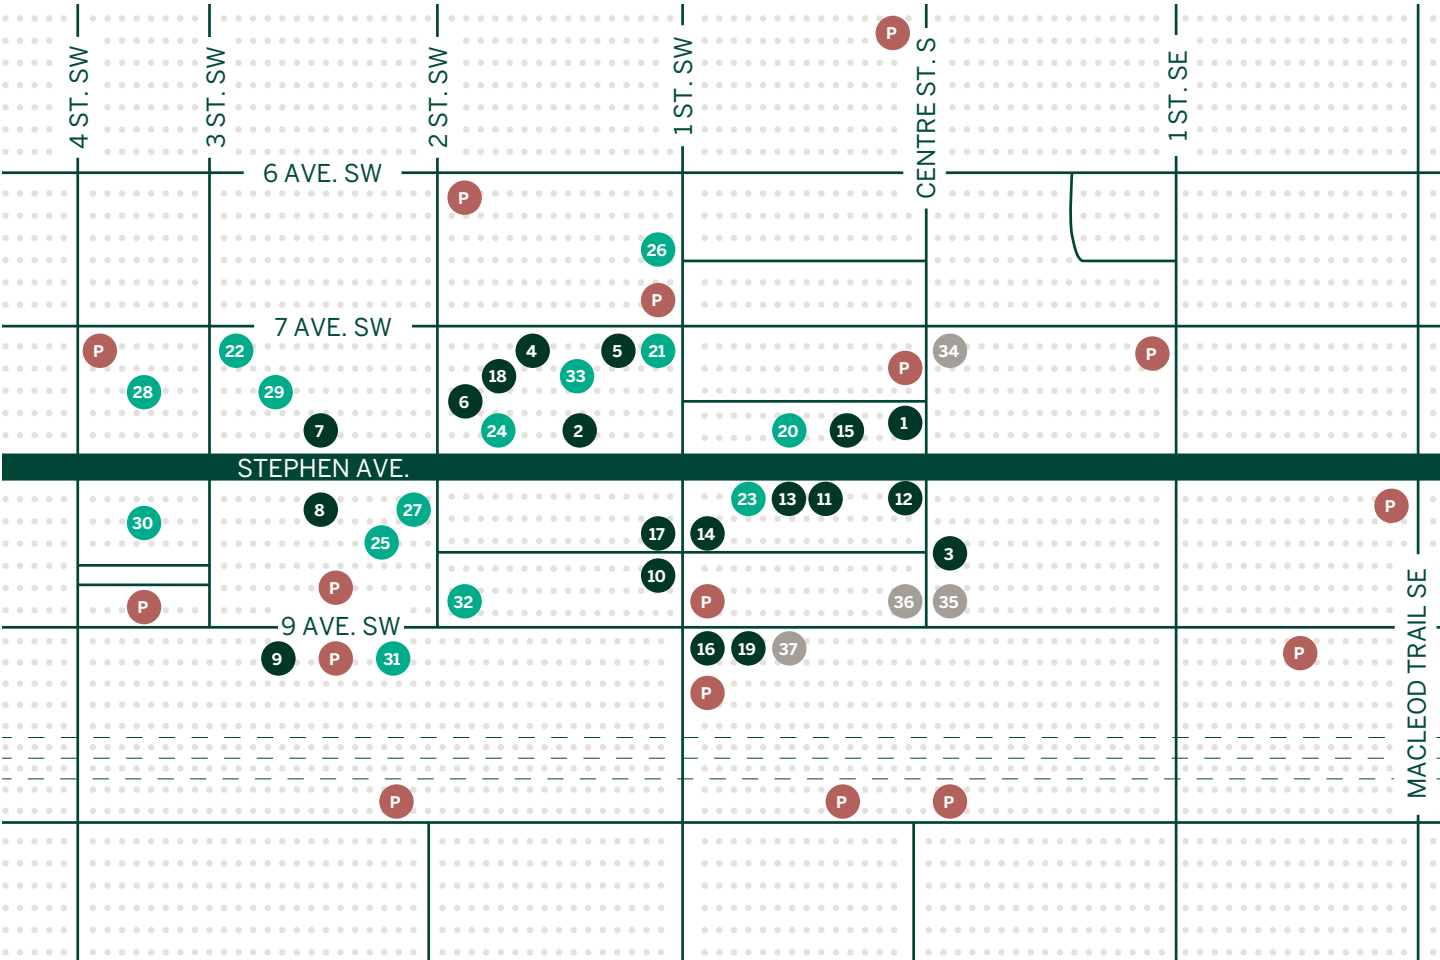 4 ST. SW
3 ST. SW
2 ST. SW
1 ST. SW
CENTRE ST. S
1 ST. SE
P
6 AVE. SW
P
26
P
7 AVE. SW
P
22
4
5
21
P
34
P
28
29
18
33
6
7
24
2
20
15
1
STEPHEN AVE.
30
8
27
25
23
13
11
12
P
17
14
3
10
P
P
32
P
36
35
9 AVE. SW
9
P
31
16
19
37
P
P
MACLEOD TRAIL SE
P
P
P